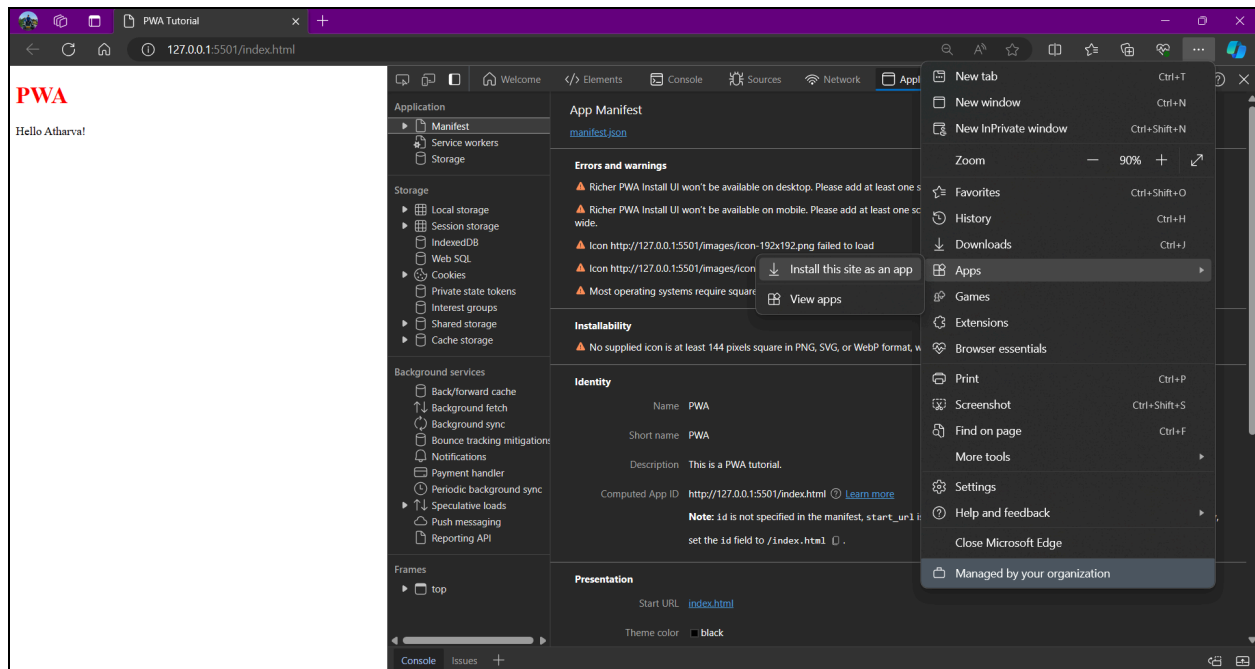 PWA Tutorial
127.0.0.1:5501/index.html
PWA
Hello Atharva!
Welcome
Elements
Console
Sources
Network
Appl
Application
Manifest
Service workers
Storage
Storage
Local storage
Session storage
IndexedDB
Web SQL
Cookies
Private state tokens
Interest groups
Shared storage
Cache storage
Background services
Back/forward cache
Background fetch
Background sync
Bounce tracking mitigations
Notifications
Payment handler
Periodic background sync
Speculative loads
Push messaging
Reporting API
Frames
top
App Manifest
manifest.json
Errors and warnings
Richer PWA Install UI won't be available on desktop. Please add at least one s
Richer PWA Install UI won't be available on mobile. Please add at least one sc
wide.
Icon http://127.0.0.1:5501/images/icon-192x192.png failed to load
Icon http://127.0.0.1:5501/images/icon
Most operating systems require square
Installability
No supplied icon is at least 144 pixels square in PNG, SVG, or WebP format, w
Identity
Name PWA
Short name PWA
Description This is a PWA tutorial.
Computed App ID http://127.0.0.1:5501/index.html Learn more
Note: id is not specified in the manifest, start_url is
set the id field to /index.html .
Presentation
Start URL index.html
Theme color black
Install this site as an app
View apps
New tab Ctrl+T
New window Ctrl+N
New InPrivate window Ctrl+Shift+N
Zoom — 90% +
Favorites Ctrl+Shift+O
History Ctrl+H
Downloads Ctrl+J
Apps
Games
Extensions
Browser essentials
Print Ctrl+P
Screenshot Ctrl+Shift+S
Find on page Ctrl+F
More tools
Settings
Help and feedback
Close Microsoft Edge
Managed by your organization
Console Issues